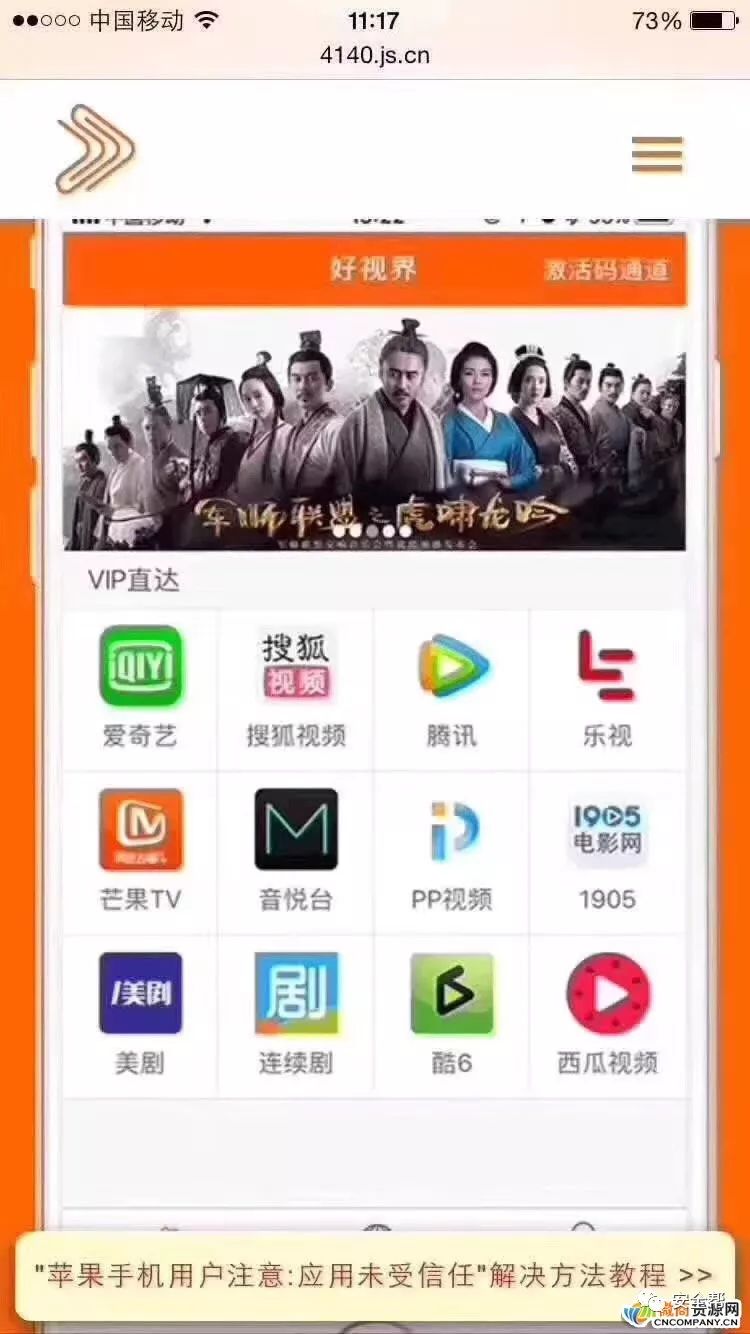 中国移动 11:17 73%
4140.js.cn
好视界 激活码通道
军师联盟之虎啸龙吟
VIP直达
iQIYI 搜狐视频
爱奇艺 搜狐视频 腾讯 乐视
1905电影网
芒果TV 音悦台 PP视频 1905
/美剧 剧
美剧 连续剧 酷6 西瓜视频
"苹果手机用户注意:应用未受信任"解决方法教程 >>
安全帮
资源网
CNCOMPANY.CN